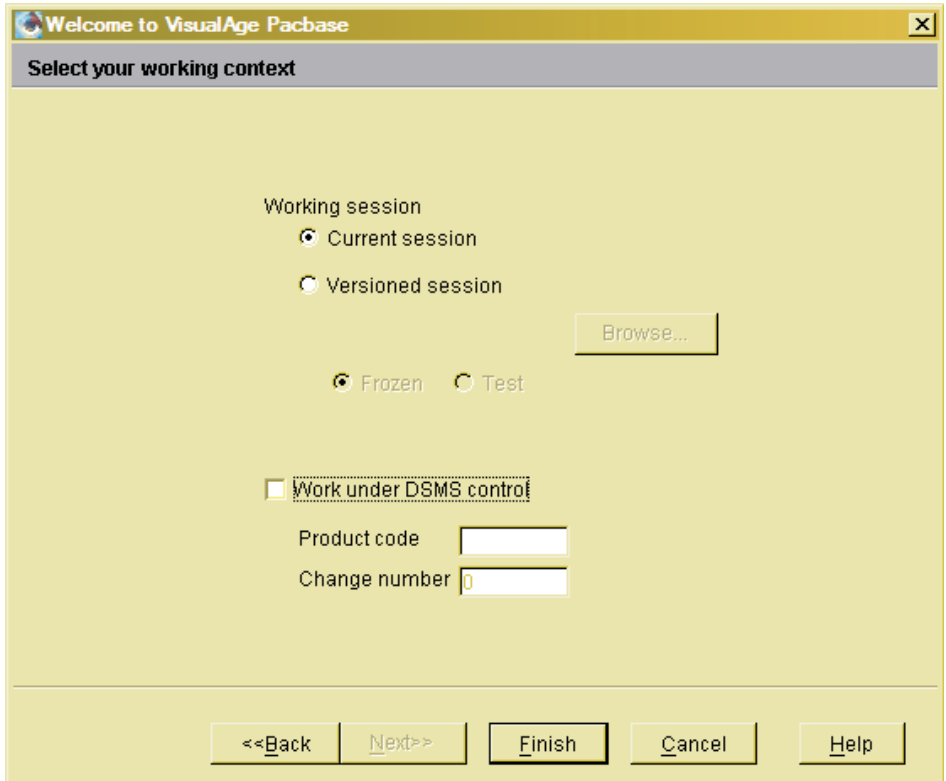 Welcome to VisualAge Pacbase
Select your working context
Working session
Current session
Versioned session
Browse...
Frozen Test
Work under DSMS control
Product code
Change number 0
<<Back Next>> Finish Cancel Help